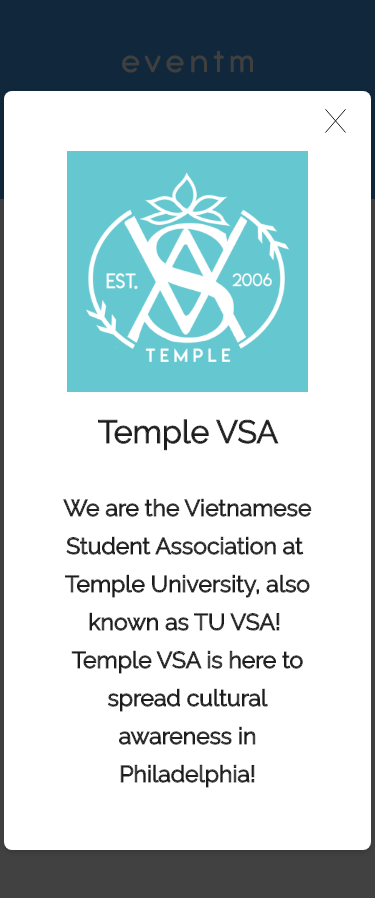 eventm
EST.
VSA
2006
TEMPLE
Temple VSA
We are the Vietnamese
Student Association at
Temple University, also
known as TU VSA!
Temple VSA is here to
spread cultural
awareness in
Philadelphia!